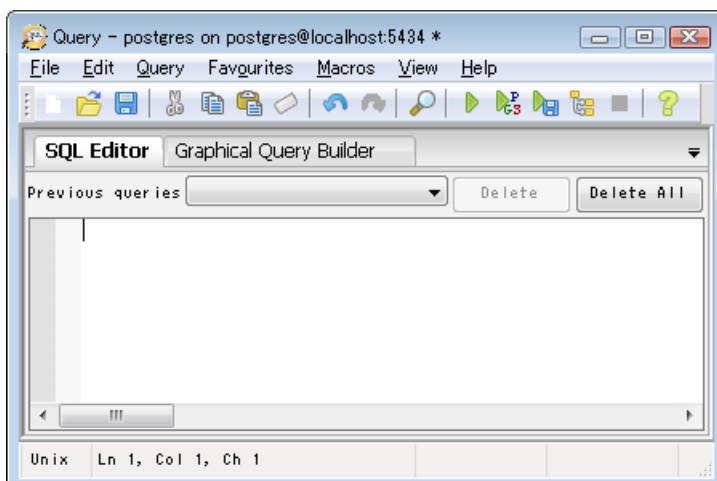 Query - postgres on postgres@localhost:5434 *
File Edit Query Favourites Macros View Help
SQL Editor Graphical Query Builder
Previous queries Delete Delete All
Unix Ln 1, Col 1, Ch 1